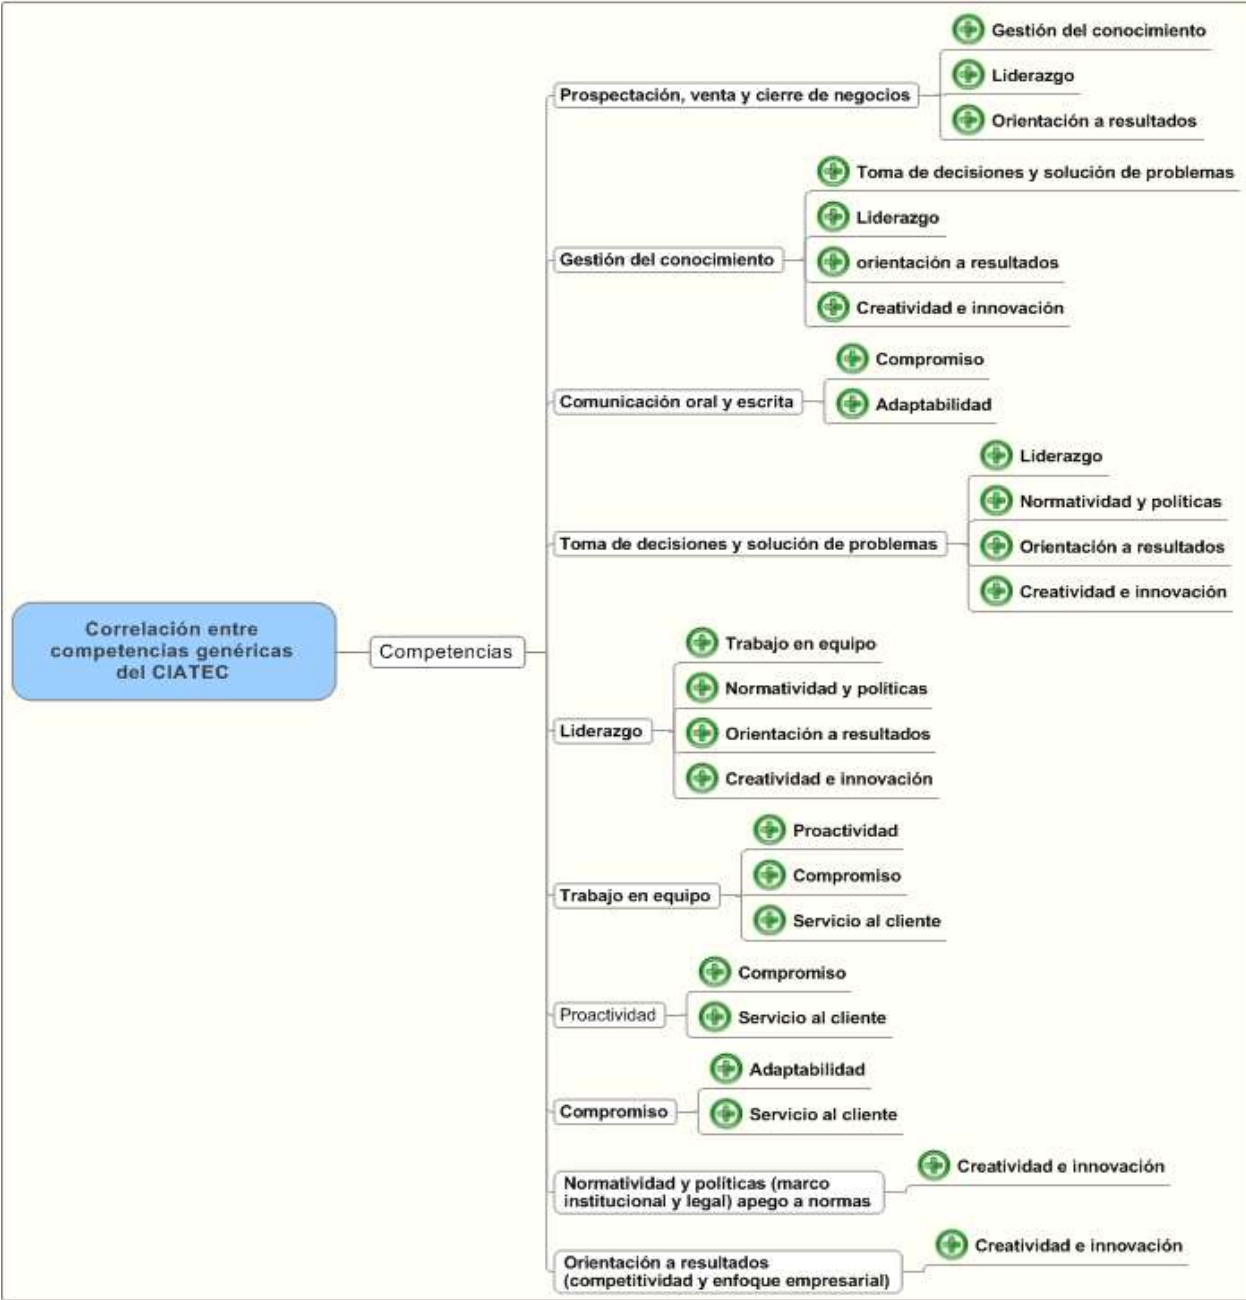 Correlación entre
competencias genéricas
del CIATEC
Competencias
Prospectación, venta y cierre de negocios
Gestión del conocimiento
Liderazgo
Orientación a resultados
Gestión del conocimiento
Toma de decisiones y solución de problemas
Liderazgo
orientación a resultados
Creatividad e innovación
Comunicación oral y escrita
Compromiso
Adaptabilidad
Toma de decisiones y solución de problemas
Liderazgo
Normatividad y políticas
Orientación a resultados
Creatividad e innovación
Liderazgo
Trabajo en equipo
Normatividad y políticas
Orientación a resultados
Creatividad e innovación
Trabajo en equipo
Proactividad
Compromiso
Servicio al cliente
Proactividad
Compromiso
Servicio al cliente
Compromiso
Adaptabilidad
Servicio al cliente
Normatividad y políticas (marco
institucional y legal) apego a normas
Creatividad e innovación
Orientación a resultados
(competitividad y enfoque empresarial)
Creatividad e innovación